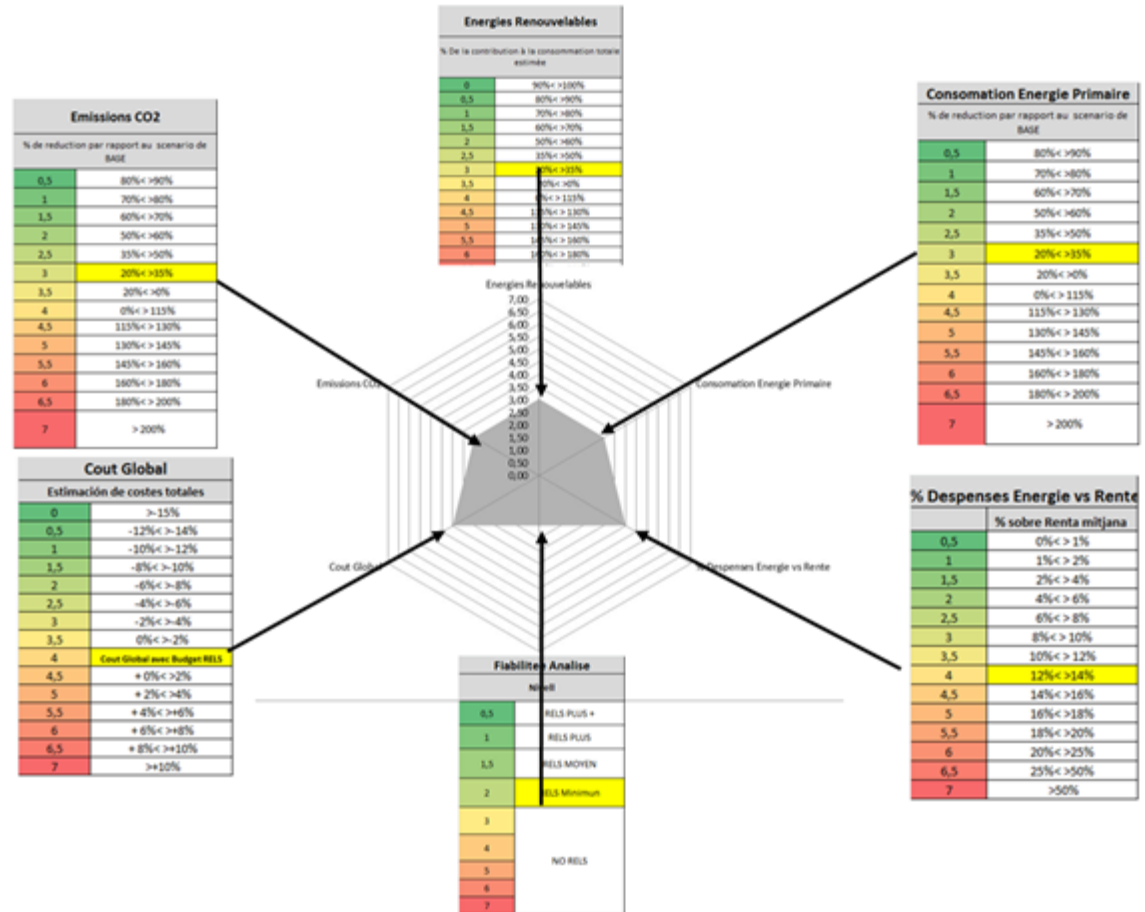 Energies Renouvelables
% De la contribution à la consommation totale
estimée
0 90%< >100%
0,5 80%< >90%
1 70%< >80%
1,5 60%< >70%
2 50%< >60%
2,5 35%< >50%
3 20%< >35%
3,5
4
4,5
5
5,5
6
Emissions CO2
% de reduction par rapport au scenario de
BASE
0,5 80%< >90%
1 70%< >80%
1,5 60%< >70%
2 50%< >60%
2,5 35%< >50%
3 20%< >35%
3,5 20%< >0%
4 0%< > 115%
4,5 115%< > 130%
5 130%< > 145%
5,5 145%< > 160%
6 160%< > 180%
6,5 180%< > 200%
7 > 200%
Consomation Energie Primaire
% de reduction par rapport au scenario de
BASE
0,5 80%< >90%
1 70%< >80%
1,5 60%< >70%
2 50%< >60%
2,5 35%< >50%
3 20%< >35%
3,5 20%< >0%
4 0%< > 115%
4,5 115%< > 130%
5 130%< > 145%
5,5 145%< > 160%
6 160%< > 180%
6,5 180%< > 200%
7 > 200%
Energies Renouvelables
7,00
6,50
6,00
5,50
5,00
4,50
4,00
3,50
3,00
2,50
2,00
1,50
1,00
0,50
0,00
Emissions CO2
Consomation Energie Primaire
Cout Global
% Despenses Energie vs Rente
Cout Global
Estimación de costes totales
0 >-15%
0,5 -12%< >-14%
1 -10%< >-12%
1,5 -8%< >-10%
2 -6%< >-8%
2,5 -4%< >-6%
3 -2%< >-4%
3,5 0%< >-2%
4 Cout Global avec Budget RELS
4,5 + 0%< >2%
5 + 2%< >4%
5,5 + 4%< >+6%
6 + 6%< >+8%
6,5 + 8%< >+10%
7 >+10%
% Despenses Energie vs Rente
% sobre Renta mitjana
0,5 0%< > 1%
1 1%< > 2%
1,5 2%< > 4%
2 4%< > 6%
2,5 6%< > 8%
3 8%< > 10%
3,5 10%< > 12%
4 12%< >14%
4,5 14%< >16%
5 16%< >18%
5,5 18%< >20%
6 20%< >25%
6,5 25%< >50%
7 >50%
Fiabilitee Analise
Nivell
0,5 RELS PLUS +
1 RELS PLUS
1,5 RELS MOYEN
2 RELS Minimun
3
4
NO RELS
5
6
7